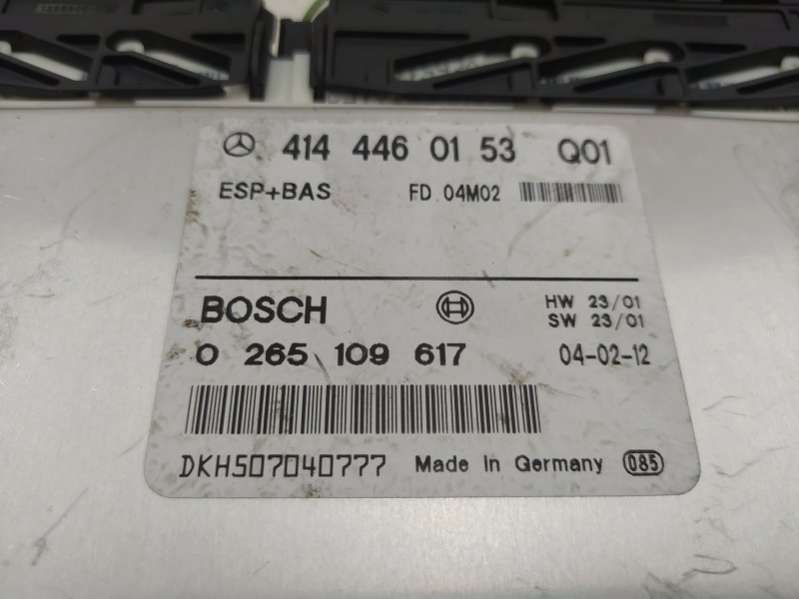 414 446 01 53 Q01
ESP+BAS FD 04M02
BOSCH HW 23/01
SW 23/01
0 265 109 617 04-02-12
DKH507040777 Made in Germany 085